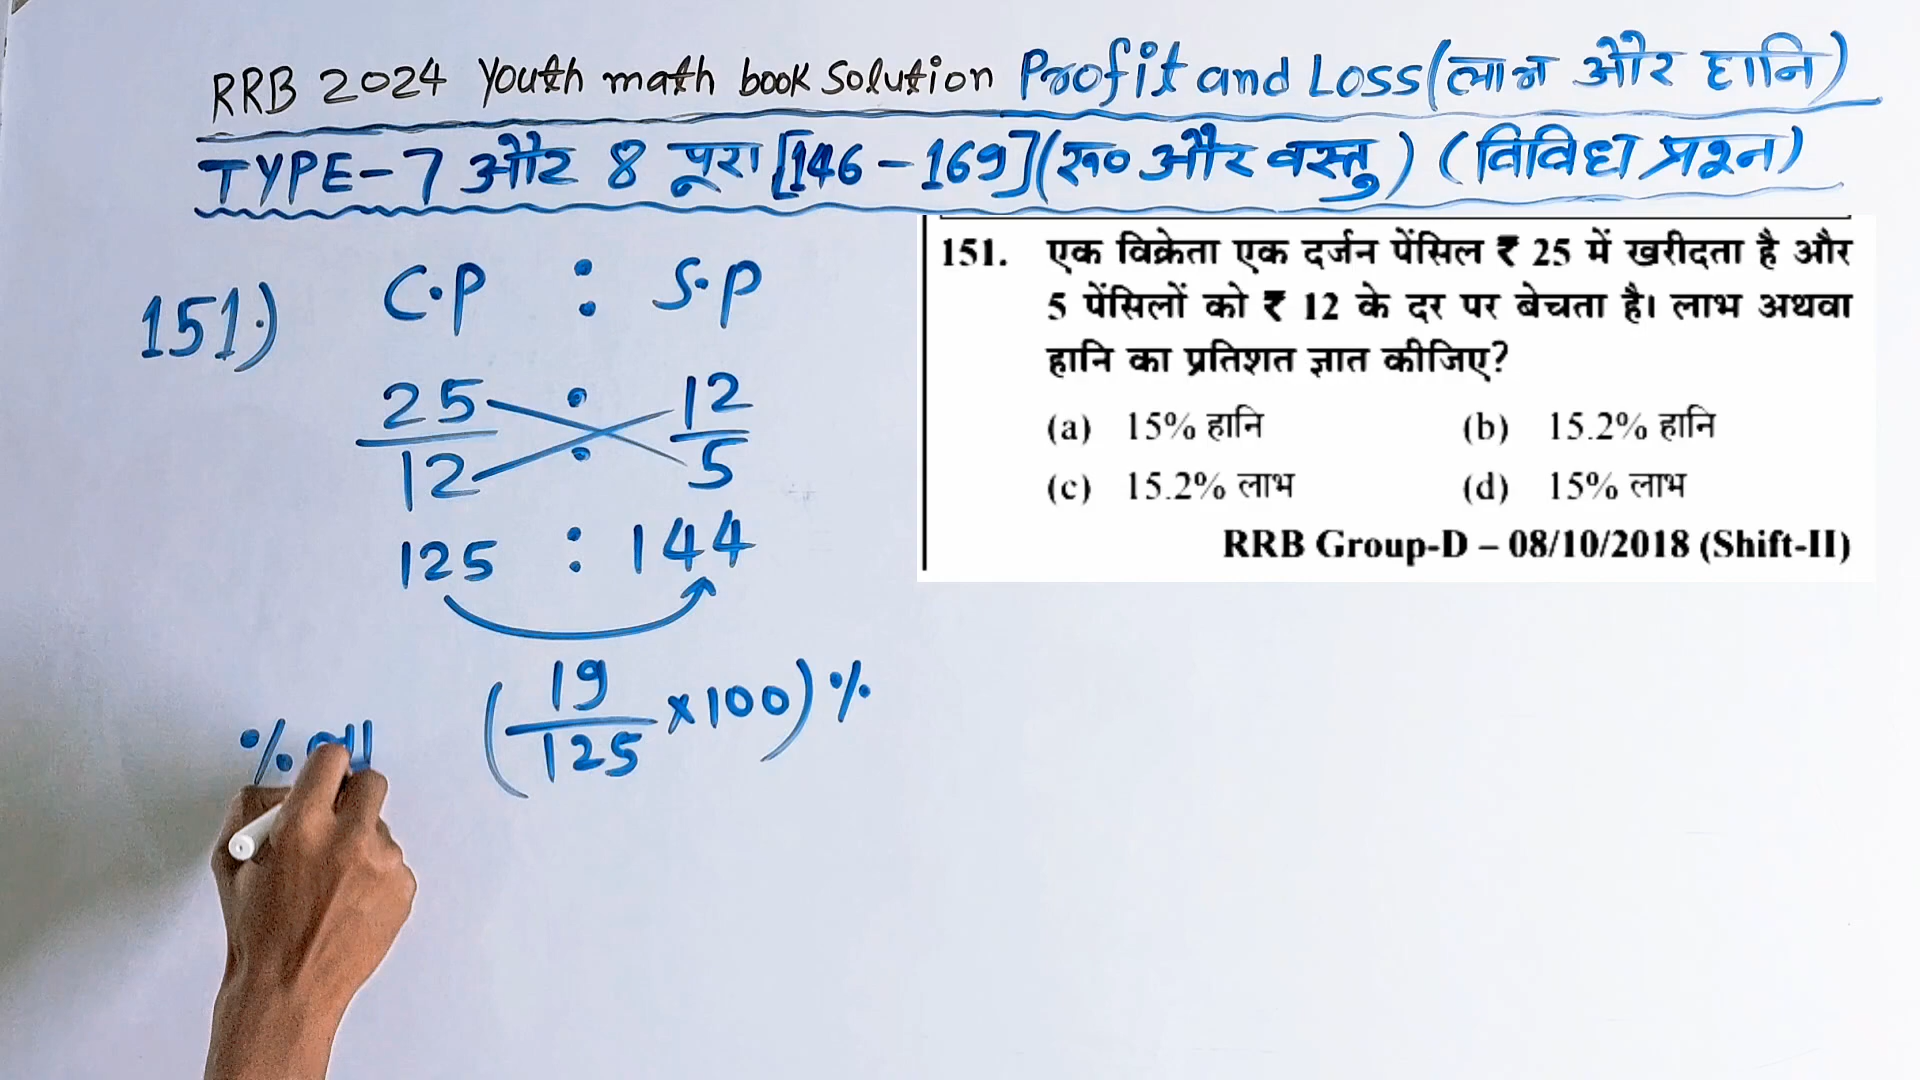 RRB 2024 Youth math book Solution Profit and Loss (लाभ और हानि)
TYPE-7 और 8 पूरा [146-169] (रू० और वस्तु) (विविध प्रश्न)
151.)
C.P : S.P
25/12 : 12/5
125 : 144
(19/125 ×100) %
%
151. एक विक्रेता एक दर्जन पेंसिल ₹ 25 में खरीदता है और
5 पेंसिलों को ₹ 12 के दर पर बेचता है। लाभ अथवा
हानि का प्रतिशत ज्ञात कीजिए?
(a) 15% हानि (b) 15.2% हानि
(c) 15.2% लाभ (d) 15% लाभ
RRB Group-D – 08/10/2018 (Shift-II)